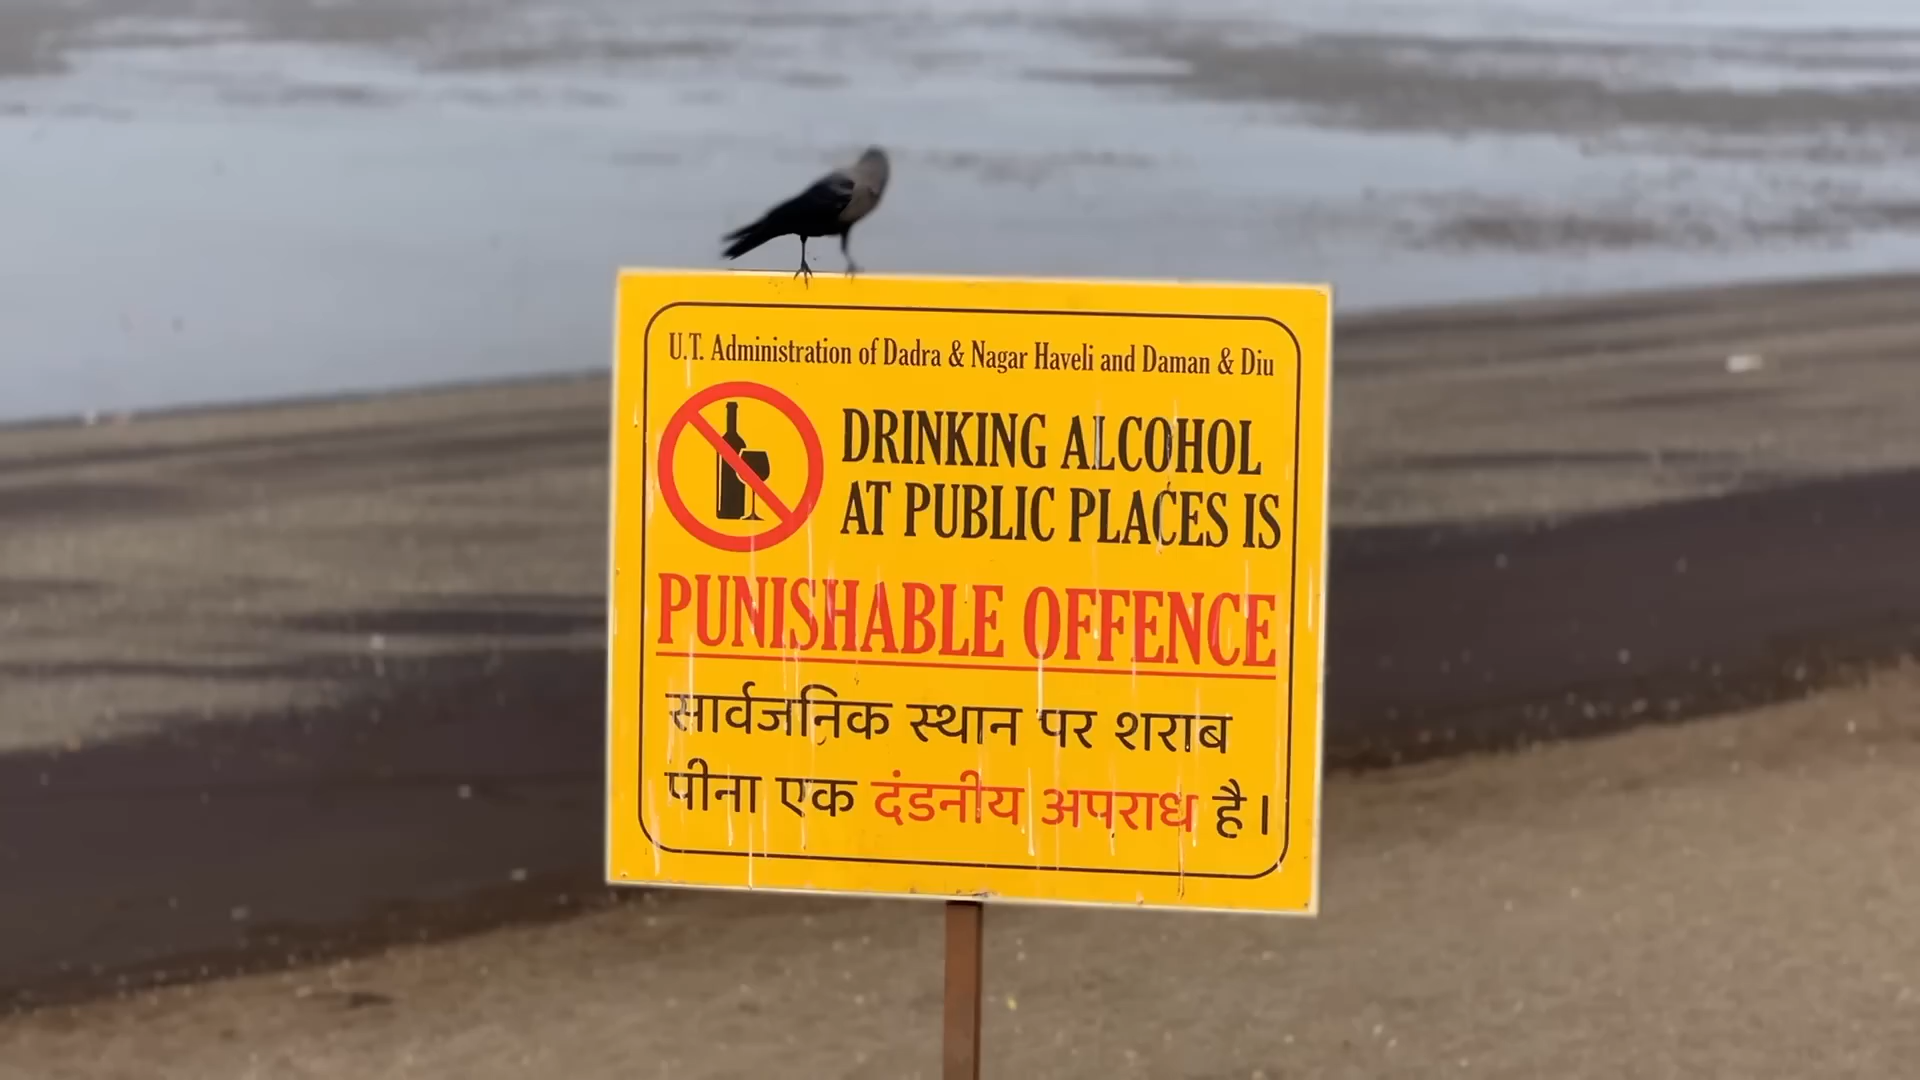 U.T. Administration of Dadra & Nagar Haveli and Daman & Diu
DRINKING ALCOHOL
AT PUBLIC PLACES IS
PUNISHABLE OFFENCE
सार्वजनिक स्थान पर शराब
पीना एक दंडनीय अपराध है।